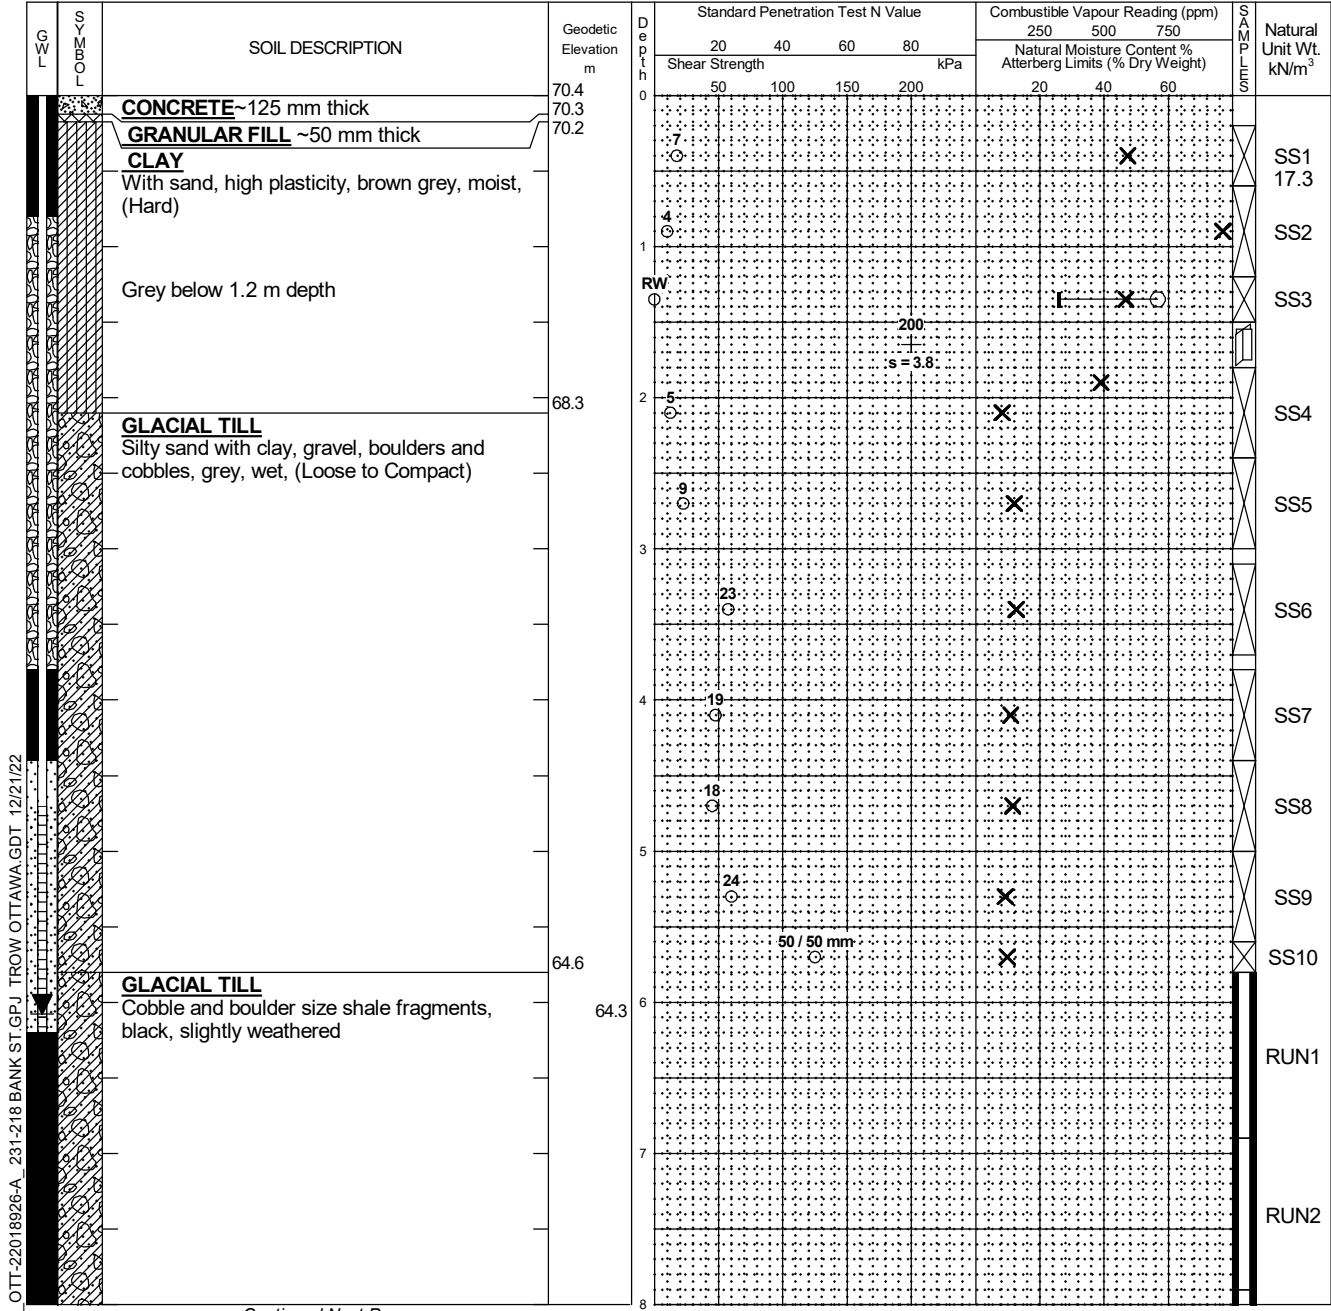 GWL
SYMBOL
SOIL DESCRIPTION
Geodetic
Elevation
m
Depth
Standard Penetration Test N Value
20 40 60 80
Shear Strength kPa
50 100 150 200
Combustible Vapour Reading (ppm)
250 500 750
Natural Moisture Content %
Atterberg Limits (% Dry Weight)
20 40 60
SAMPLES
Natural
Unit Wt.
kN/m³
70.4
0
CONCRETE~125 mm thick
70.3
GRANULAR FILL ~50 mm thick
70.2
CLAY
With sand, high plasticity, brown grey, moist,
(Hard)
7
SS1
17.3
4
SS2
1
Grey below 1.2 m depth
RW
SS3
200
s = 3.8
68.3
2
5
SS4
GLACIAL TILL
Silty sand with clay, gravel, boulders and
cobbles, grey, wet, (Loose to Compact)
9
SS5
3
23
SS6
4
19
SS7
18
SS8
5
24
SS9
50 / 50 mm
SS10
64.6
GLACIAL TILL
Cobble and boulder size shale fragments,
black, slightly weathered
6
64.3
RUN1
7
RUN2
8
OTT-22018926-A_ 231-218 BANK ST.GPJ TROW OTTAWA.GDT 12/21/22